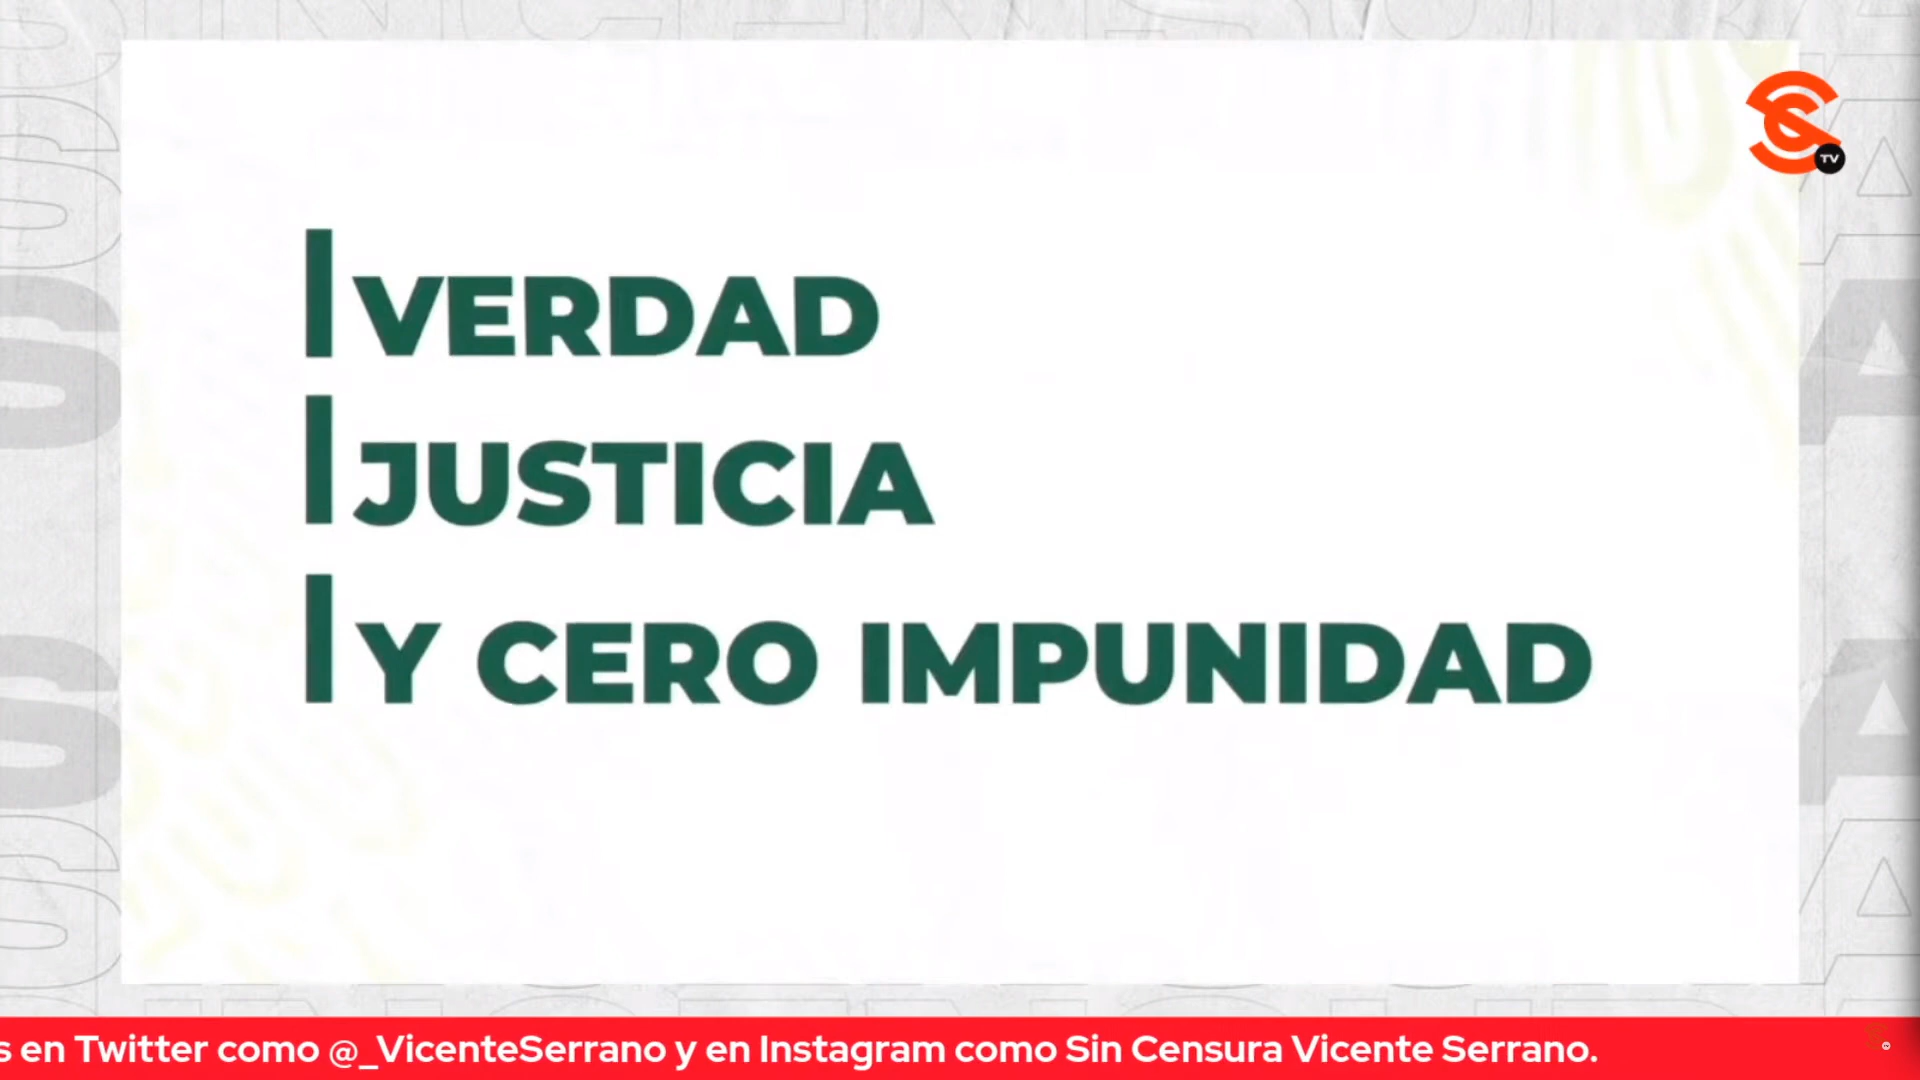 TV
VERDAD
JUSTICIA
Y CERO IMPUNIDAD
s en Twitter como @_VicenteSerrano y en Instagram como Sin Censura Vicente Serrano.